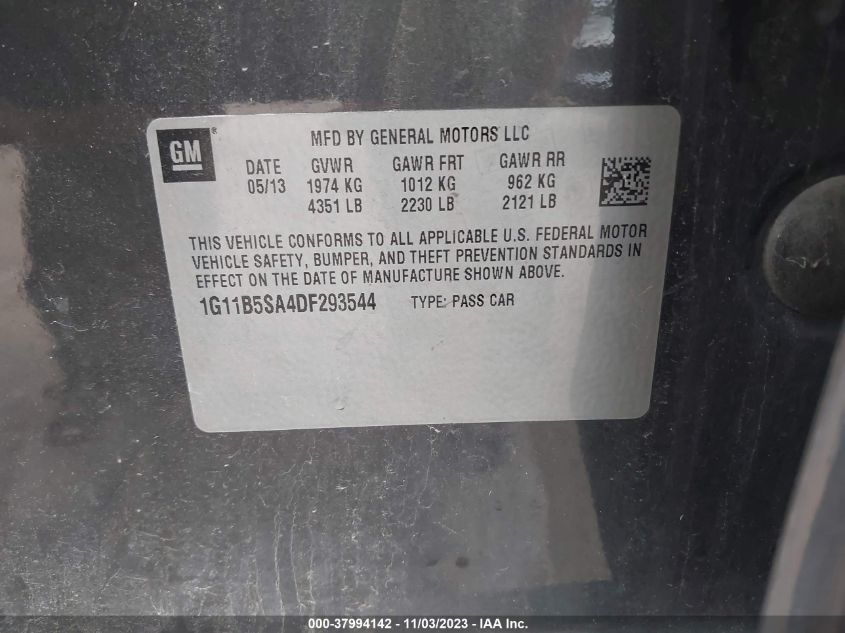 GM®
MFD BY GENERAL MOTORS LLC
DATE GVWR GAWR FRT GAWR RR
05/13 1974 KG 1012 KG 962 KG
4351 LB 2230 LB 2121 LB
THIS VEHICLE CONFORMS TO ALL APPLICABLE U.S. FEDERAL MOTOR
VEHICLE SAFETY, BUMPER, AND THEFT PREVENTION STANDARDS IN
EFFECT ON THE DATE OF MANUFACTURE SHOWN ABOVE.
1G11B5SA4DF293544 TYPE: PASS CAR
000-37994142 - 11/03/2023 - IAA Inc.